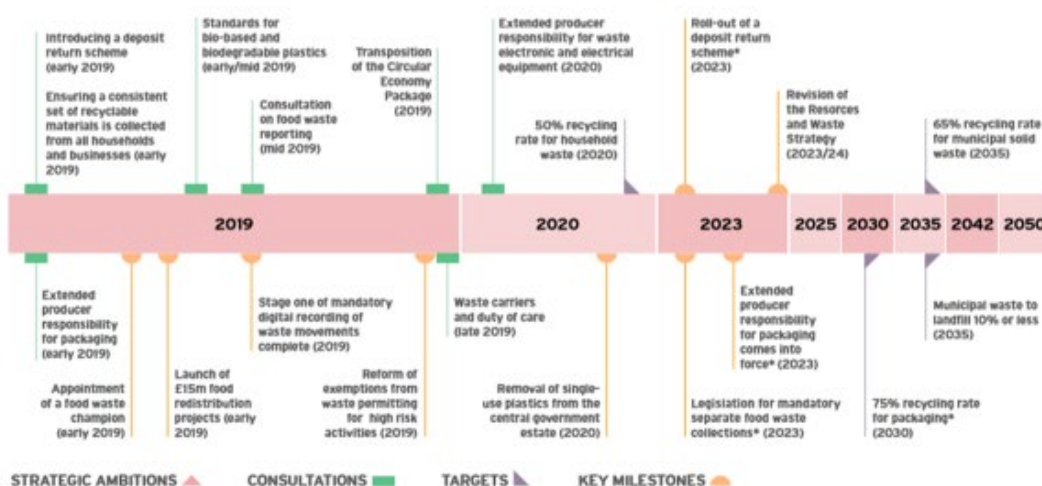 Introducing a deposit
return scheme
(early 2019)
Ensuring a consistent
set of recyclable
materials is collected
from all households
and businesses (early
2019)
Standards for
bio-based and
biodegradable plastics
(early/mid 2019)
Consultation
on food waste
reporting
(mid 2019)
Transposition
of the Circular
Economy
Package
(2019)
Extended producer
responsibility for waste
electronic and electrical
equipment (2020)
50% recycling
rate for household
waste (2020)
Roll-out of a
deposit return
scheme*
(2023)
Revision of
the Resorces
and Waste
Strategy
(2023/24)
65% recycling rate
for municipal solid
waste (2035)
2019
2020
2023
2025
2030
2035
2042
2050
Extended
producer
responsibility
for packaging
(early 2019)
Appointment
of a food waste
champion
(early 2019)
Launch of
£15m food
redistribution
projects (early
2019)
Stage one of mandatory
digital recording of
waste movements
complete (2019)
Reform of
exemptions from
waste permitting
for high risk
activities (2019)
Waste carriers
and duty of care
(late 2019)
Removal of single-
use plastics from the
central government
estate (2020)
Extended
producer
responsibility
for packaging
comes into
force* (2023)
Legislation for mandatory
separate food waste
collections* (2023)
75% recycling rate
for packaging*
(2030)
Municipal waste to
landfill 10% or less
(2035)
STRATEGIC AMBITIONS
CONSULTATIONS
TARGETS
KEY MILESTONES